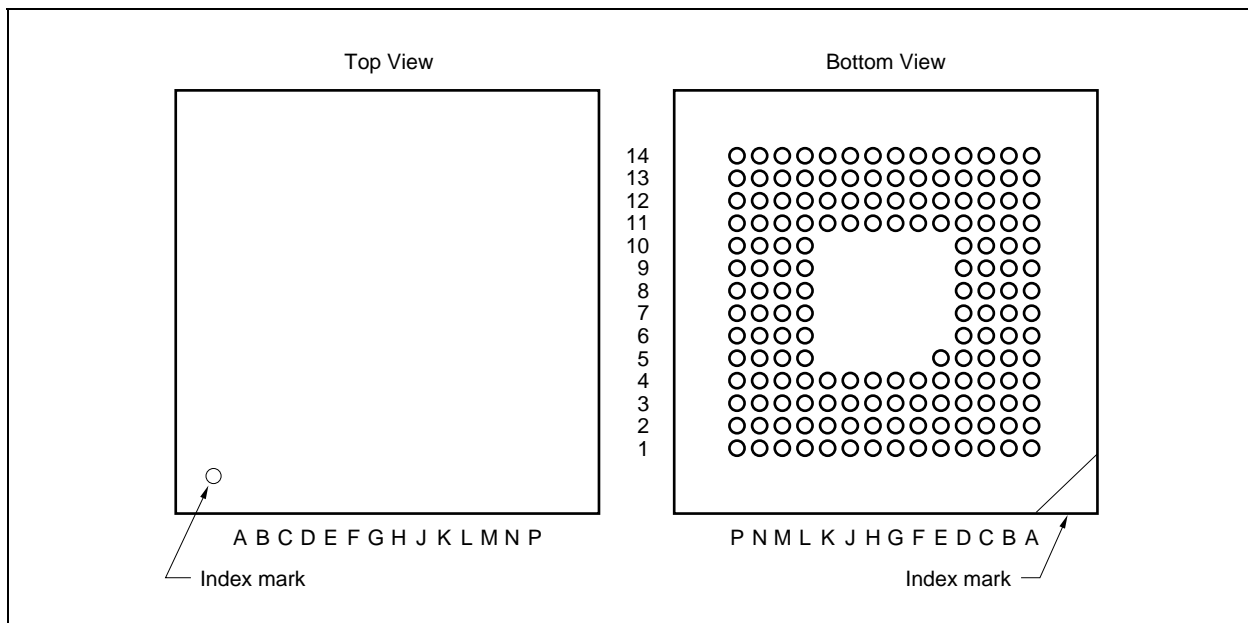 Top View
Bottom View
14
13
12
11
10
9
8
7
6
5
4
3
2
1
A B C D E F G H J K L M N P
P N M L K J H G F E D C B A
Index mark
Index mark